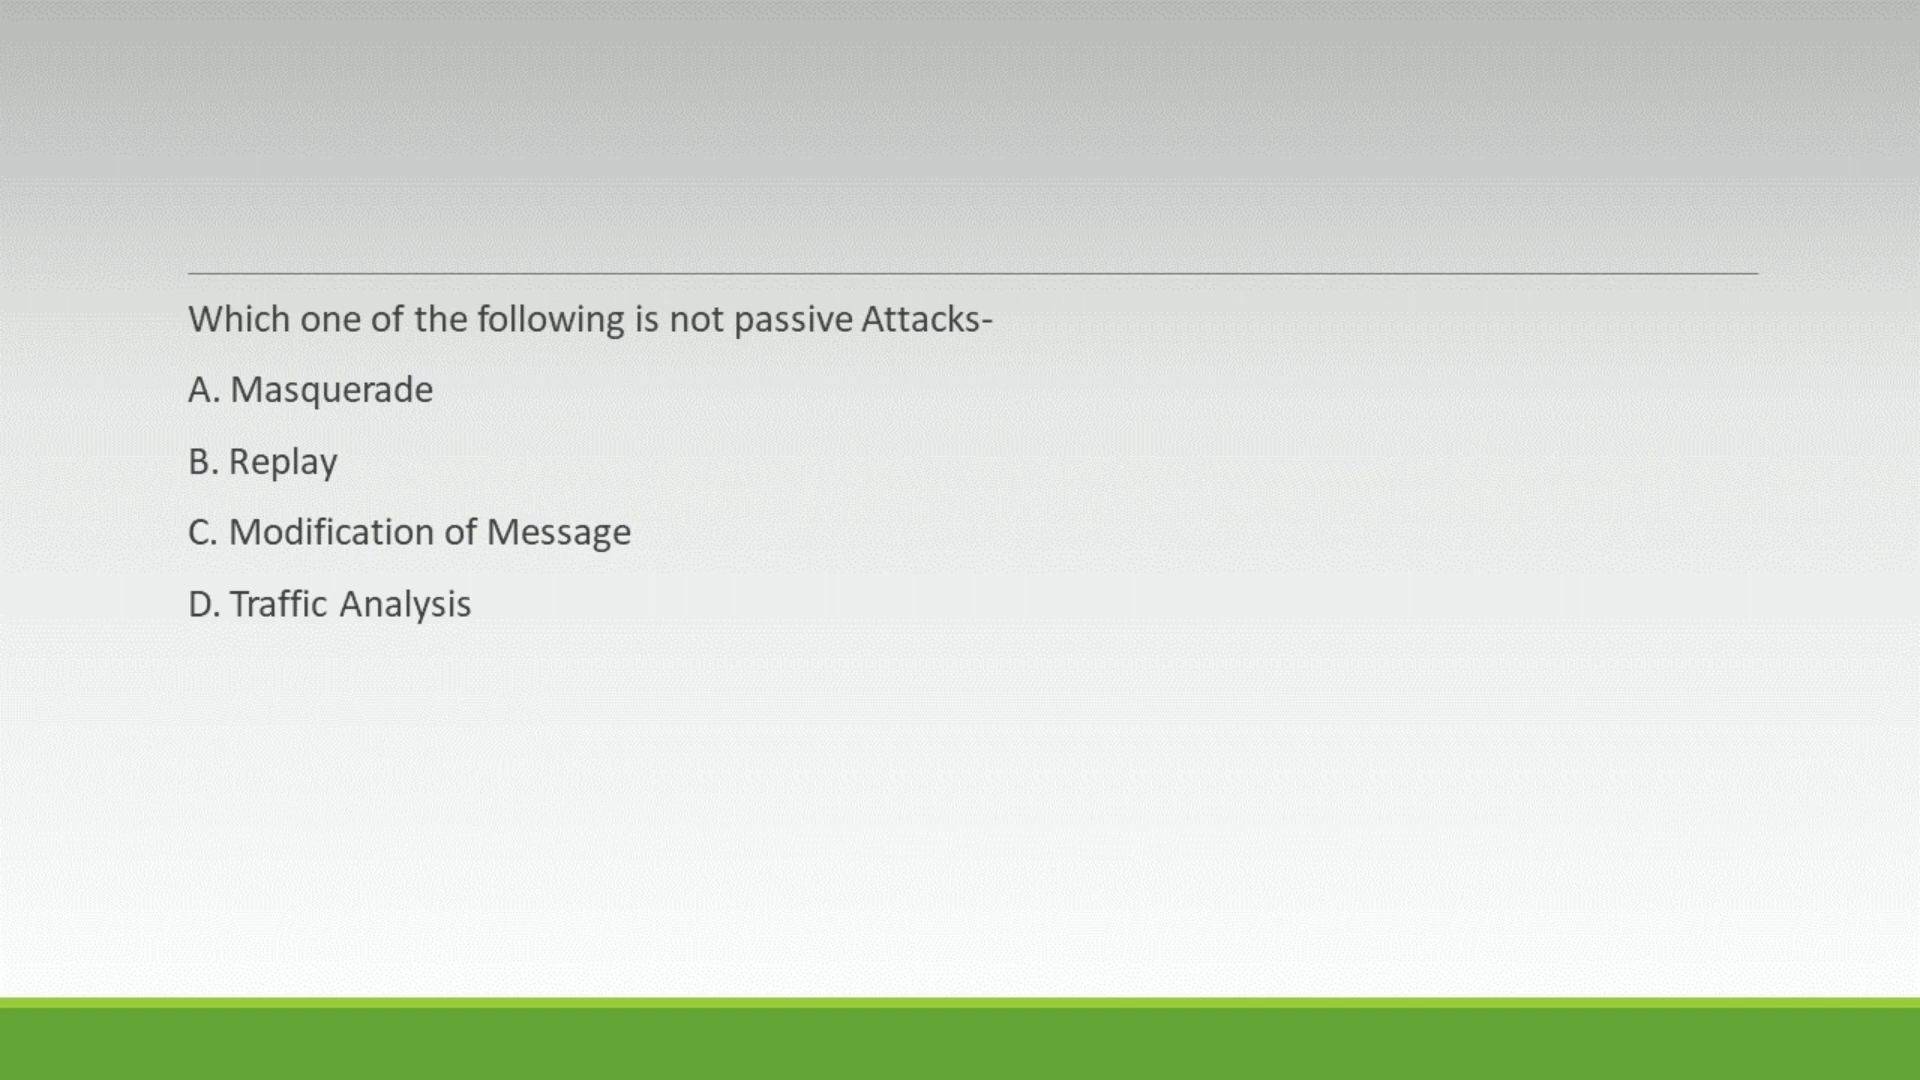 Which one of the following is not passive Attacks-
A. Masquerade
B. Replay
C. Modification of Message
D. Traffic Analysis